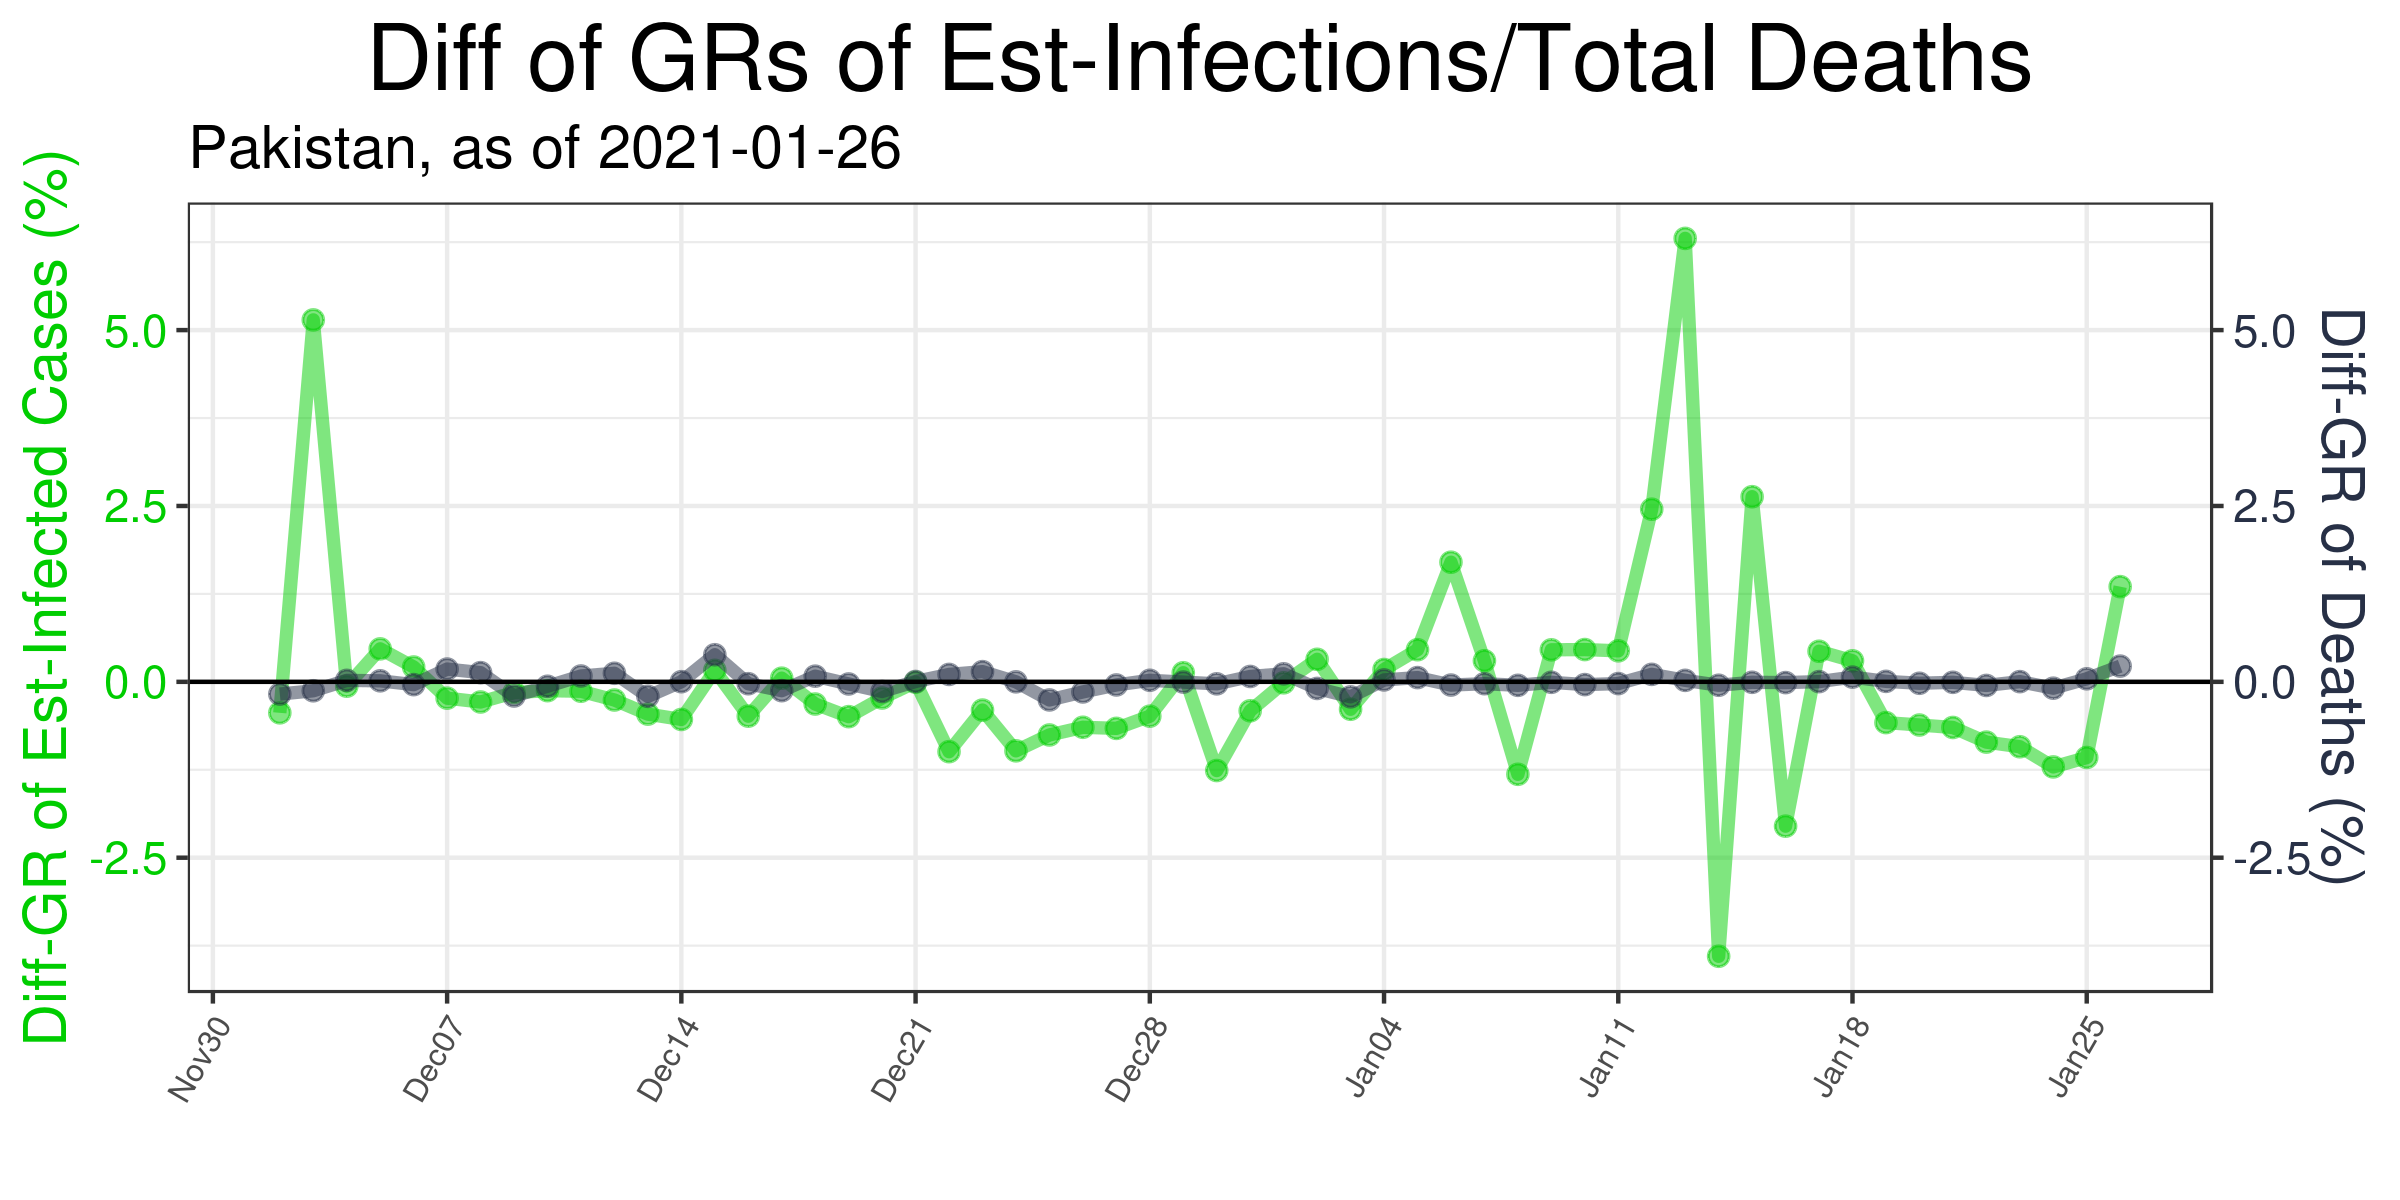 Diff of GRs of Est-Infections/Total Deaths
Pakistan, as of 2021-01-26
Diff-GR of Est-Infected Cases (%)
5.0
2.5
0.0
-2.5
5.0
2.5
0.0
-2.5
Diff-GR of Deaths (%)
Nov30
Dec07
Dec14
Dec21
Dec28
Jan04
Jan11
Jan18
Jan25